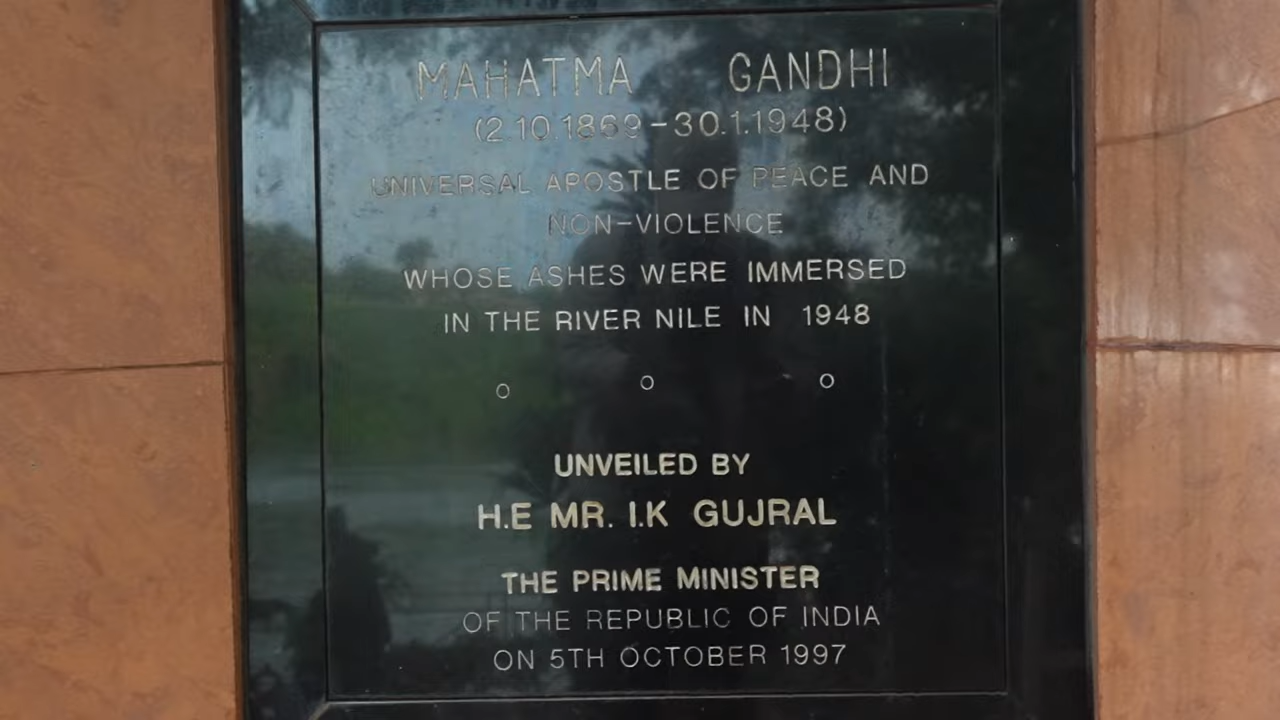 MAHATMA GANDHI
(2.10.1869-30.1.1948)
UNIVERSAL APOSTLE OF PEACE AND
NON-VIOLENCE
WHOSE ASHES WERE IMMERSED
IN THE RIVER NILE IN 1948
o o o
UNVEILED BY
H.E MR. I.K GUJRAL
THE PRIME MINISTER
OF THE REPUBLIC OF INDIA
ON 5TH OCTOBER 1997